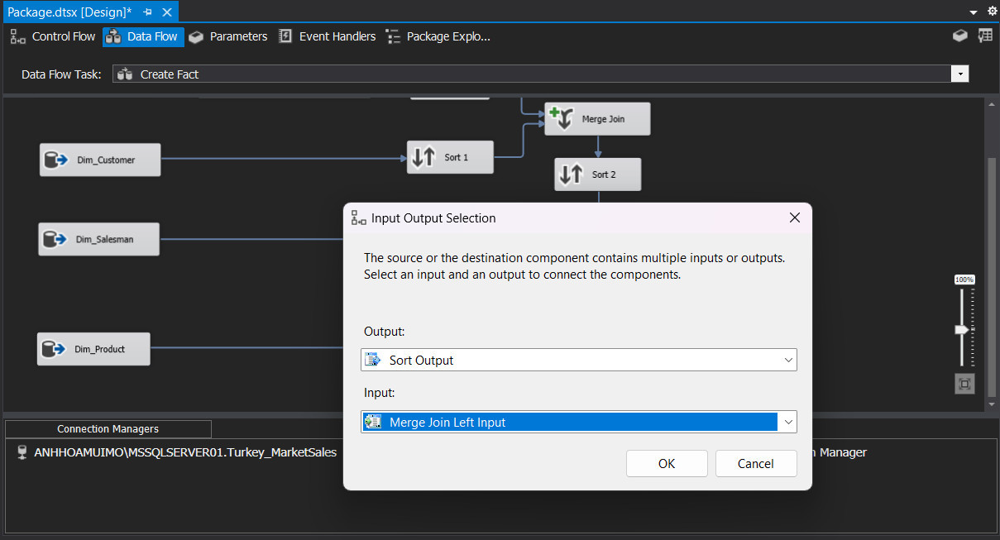 Package.dtsx [Design]*
Control Flow
Data Flow
Parameters
Event Handlers
Package Explo...
Data Flow Task:
Create Fact
Merge Join
Dim_Customer
Sort 1
Sort 2
Dim_Salesman
Dim_Product
Input Output Selection
The source or the destination component contains multiple inputs or outputs.
Select an input and an output to connect the components.
Output:
Sort Output
Input:
Merge Join Left Input
OK
Cancel
100%
Connection Managers
ANHHOAMUIMO\MSSQLSERVER01.Turkey_MarketSales
Manager